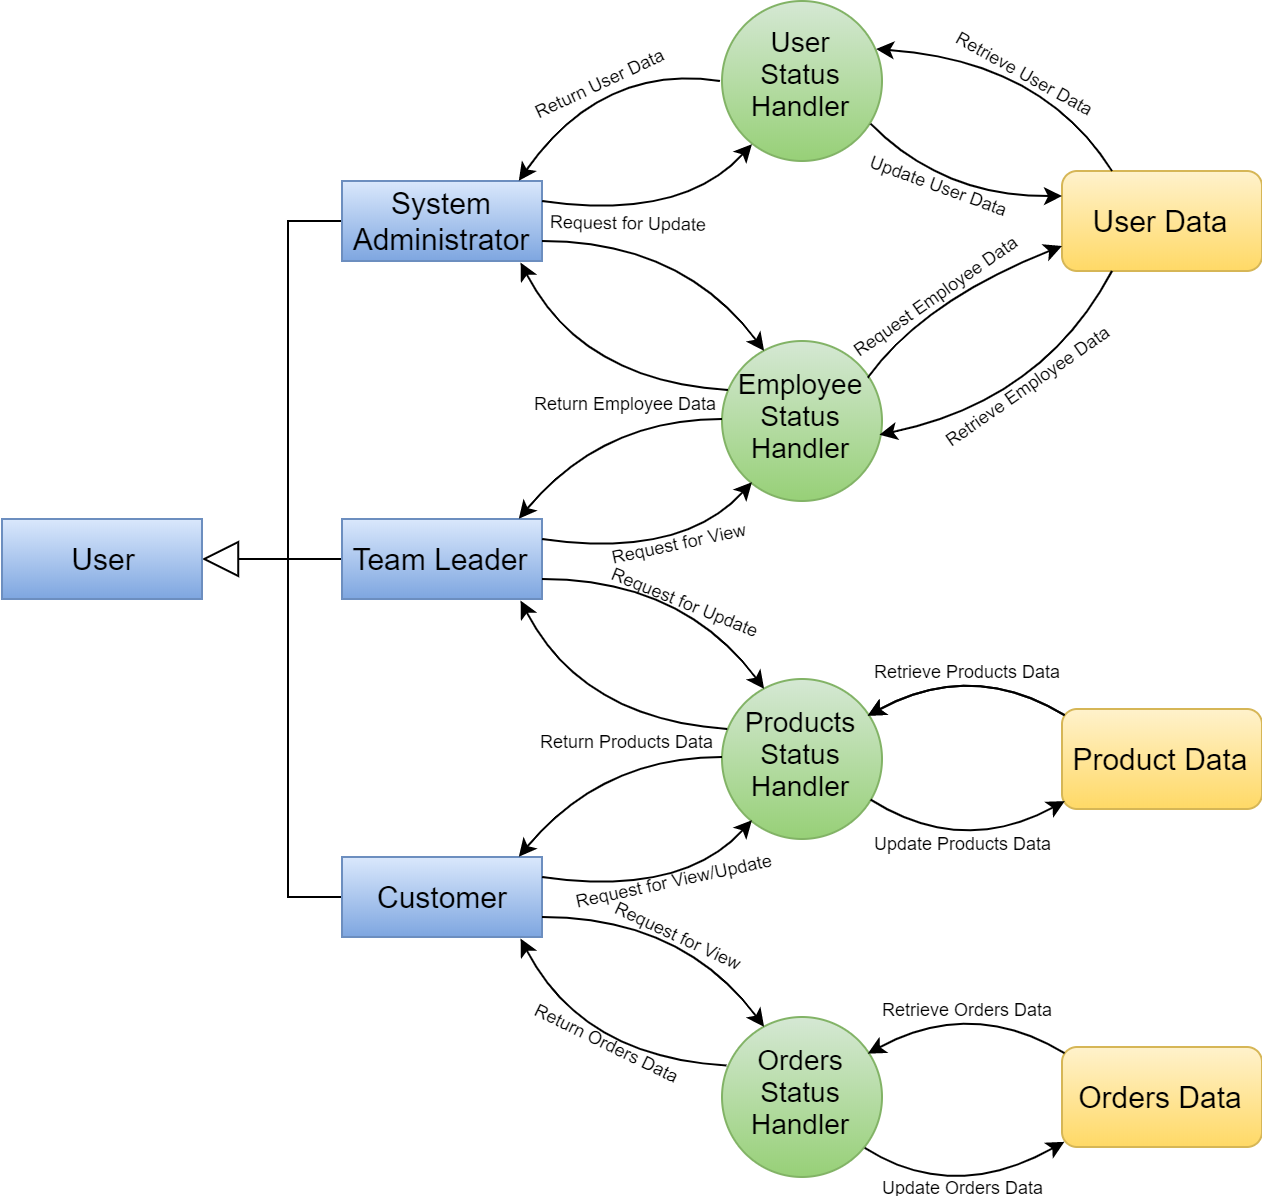 User
Status
Handler
Return User Data
Retrieve User Data
Update User Data
System
Administrator
Request for Update
User Data
Request Employee Data
Retrieve Employee Data
Employee
Status
Handler
Return Employee Data
User
Team Leader
Request for View
Request for Update
Retrieve Products Data
Products
Status
Handler
Return Products Data
Product Data
Update Products Data
Customer
Request for View/Update
Request for View
Return Orders Data
Retrieve Orders Data
Orders
Status
Handler
Orders Data
Update Orders Data